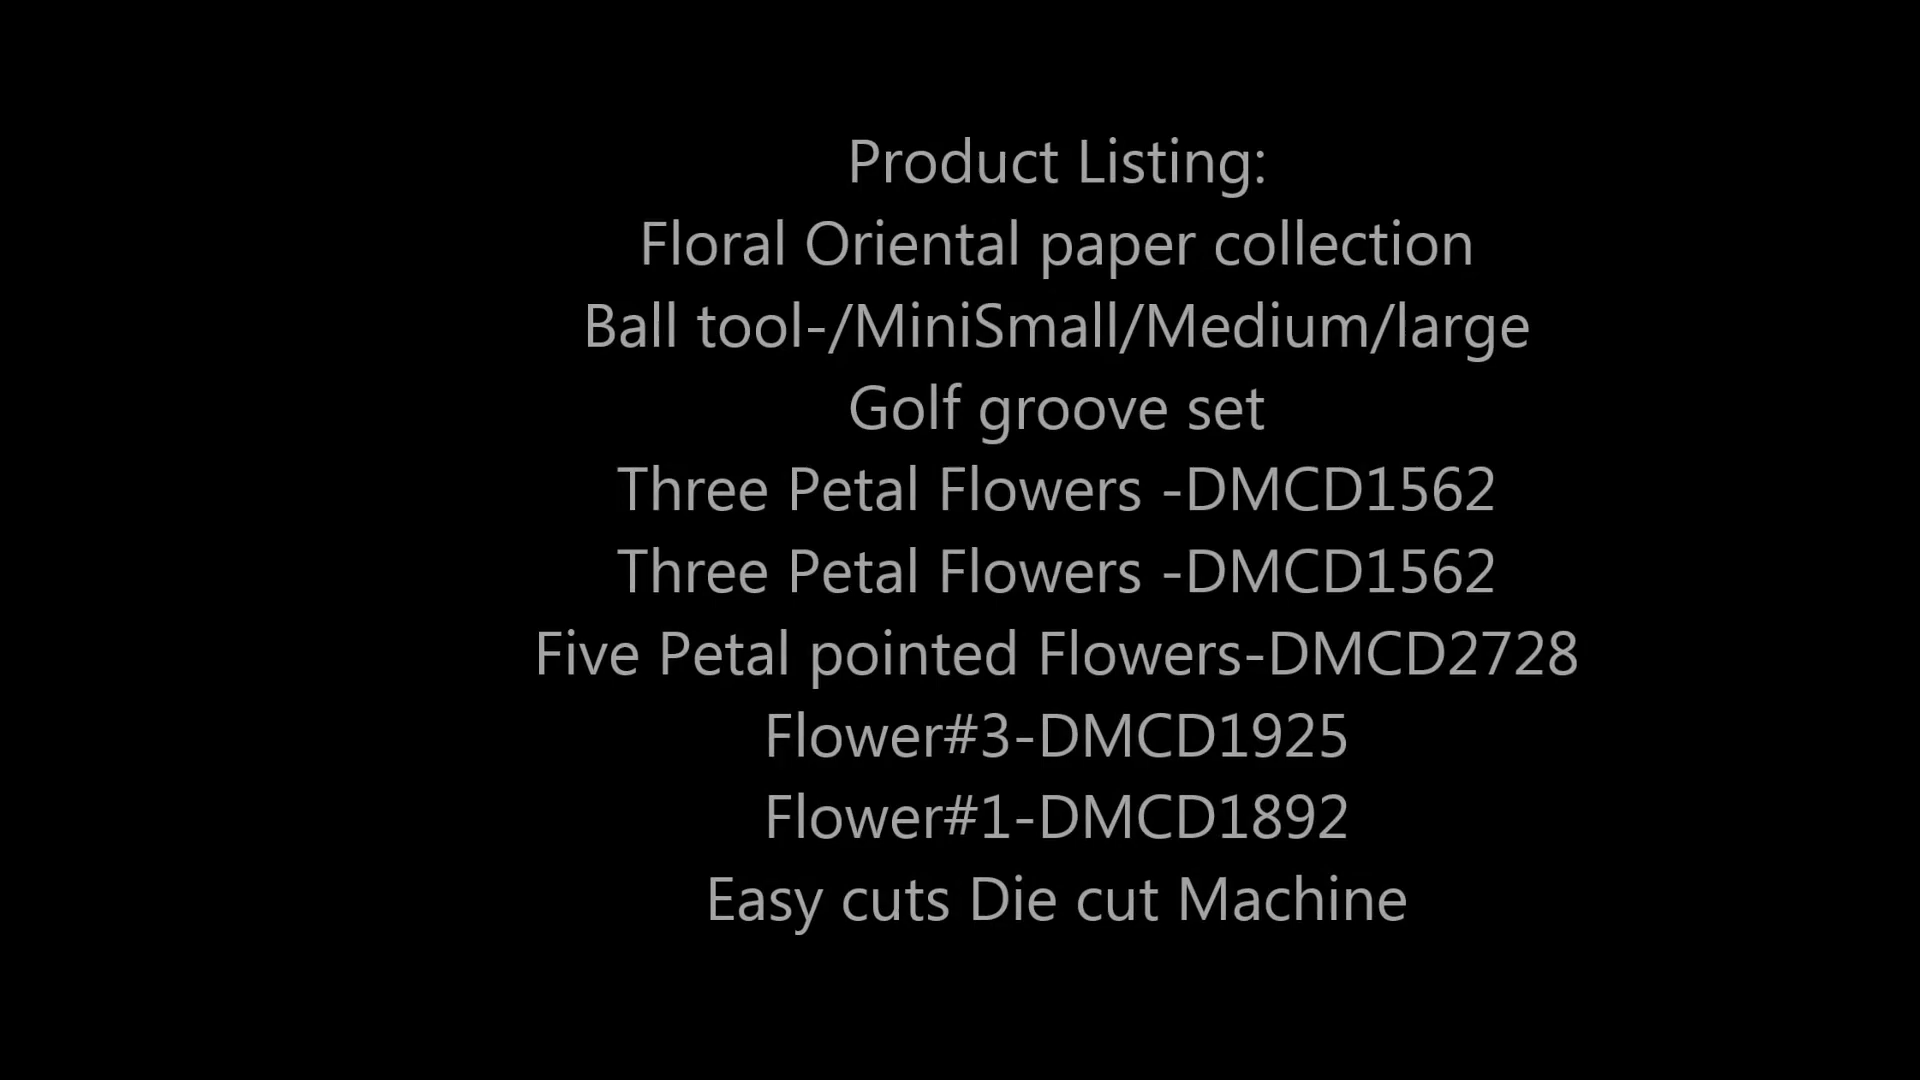 Product Listing:
Floral Oriental paper collection
Ball tool-/MiniSmall/Medium/large
Golf groove set
Three Petal Flowers -DMCD1562
Three Petal Flowers -DMCD1562
Five Petal pointed Flowers-DMCD2728
Flower#3-DMCD1925
Flower#1-DMCD1892
Easy cuts Die cut Machine